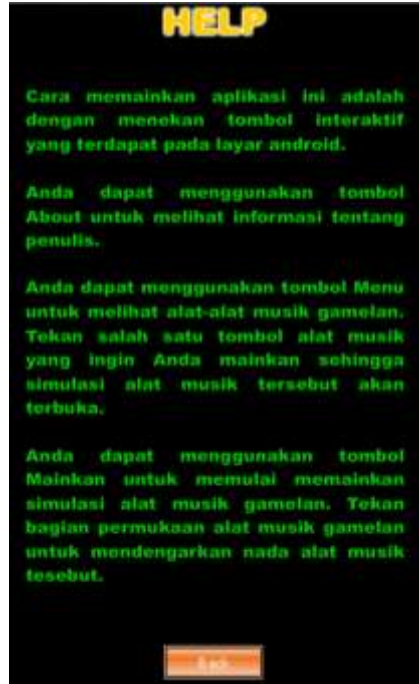 HELP
Cara memainkan aplikasi ini adalah
dengan menekan tombol interaktif
yang terdapat pada layar android.
Anda dapat menggunakan tombol
About untuk melihat informasi tentang
penulis.
Anda dapat menggunakan tombol Menu
untuk melihat alat-alat musik gamelan.
Tekan salah satu tombol alat musik
yang ingin Anda mainkan sehingga
simulasi alat musik tersebut akan
terbuka.
Anda dapat menggunakan tombol
Mainkan untuk memulai memainkan
simulasi alat musik gamelan. Tekan
bagian permukaan alat musik gamelan
untuk mendengarkan nada alat musik
tesebut.
Back